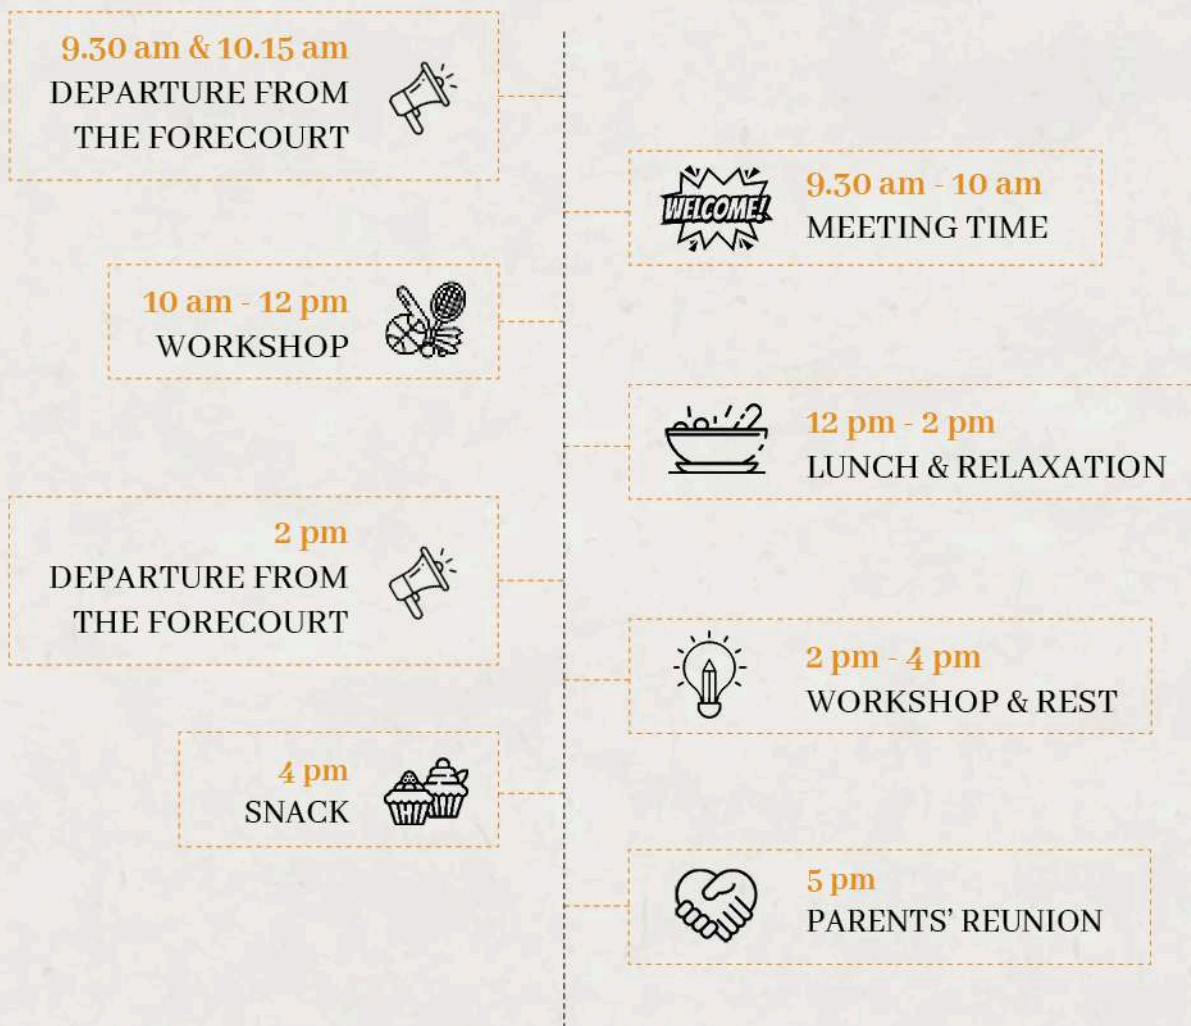 9.30 am & 10.15 am
DEPARTURE FROM
THE FORECOURT
WELCOME!
9.30 am - 10 am
MEETING TIME
10 am - 12 pm
WORKSHOP
12 pm - 2 pm
LUNCH & RELAXATION
2 pm
DEPARTURE FROM
THE FORECOURT
2 pm - 4 pm
WORKSHOP & REST
4 pm
SNACK
5 pm
PARENTS’ REUNION